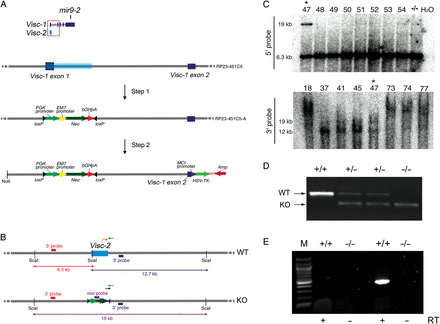 A
mir9-2
Visc-1
Visc-2
RP23-451C5
Visc-1 exon 1
Visc-1 exon 2
Step 1
PGK promoter
EM7 promoter
bGHpA
RP23-451C5-A
loxP
Neo
loxP
Step 2
PGK promoter
EM7 promoter
bGHpA
MCI promoter
Amp
NotI
loxP
Neo
loxP
Visc-1 exon 2
HSV-TK
B
Visc-2
5' probe
3' probe
WT
ScaI
ScaI
ScaI
6.3 kb
12.7 kb
neo probe
5' probe
3' probe
KO
ScaI
ScaI
19 kb
C
*
47 48 49 50 51 52 53 54 -/- H2O
5' probe
19 kb
6.3 kb
*
18 37 41 45 47 73 74 77
3' probe
19 kb
12 kb
D
+/+ +/- +/- -/-
WT
KO
E
M +/+ -/- +/+ -/-
+ - + - RT